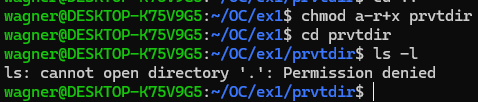 wagner@DESKTOP-K75V9G5:~/OC/ex1$ chmod a-r+x prvtdir
wagner@DESKTOP-K75V9G5:~/OC/ex1$ cd prvtdir
wagner@DESKTOP-K75V9G5:~/OC/ex1/prvtdir$ ls -l
ls: cannot open directory '.': Permission denied
wagner@DESKTOP-K75V9G5:~/OC/ex1/prvtdir$